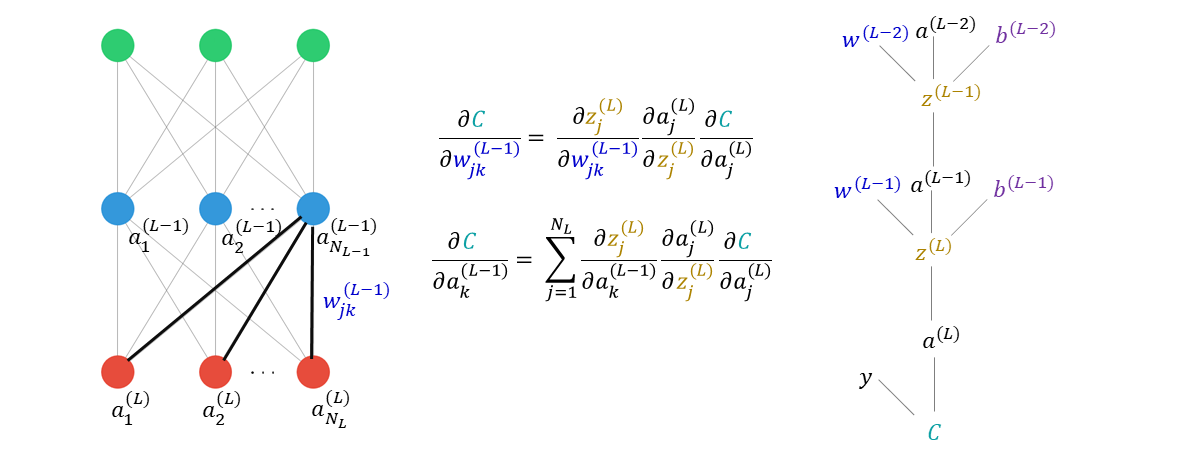 a_1^{(L-1)} a_2^{(L-1)} ··· a_{N_{L-1}}^{(L-1)}
w_{jk}^{(L-1)}
··· 
a_1^{(L)} a_2^{(L)} a_{N_L}^{(L)}
∂C/∂w_{jk}^{(L-1)} = ∂z_j^{(L)}/∂w_{jk}^{(L-1)} ∂a_j^{(L)}/∂z_j^{(L)} ∂C/∂a_j^{(L)}
∂C/∂a_k^{(L-1)} = ∑_{j=1}^{N_L} ∂z_j^{(L)}/∂a_k^{(L-1)} ∂a_j^{(L)}/∂z_j^{(L)} ∂C/∂a_j^{(L)}
w^{(L-2)} a^{(L-2)} b^{(L-2)}
z^{(L-1)}
w^{(L-1)} a^{(L-1)} b^{(L-1)}
z^{(L)}
a^{(L)}
y
C